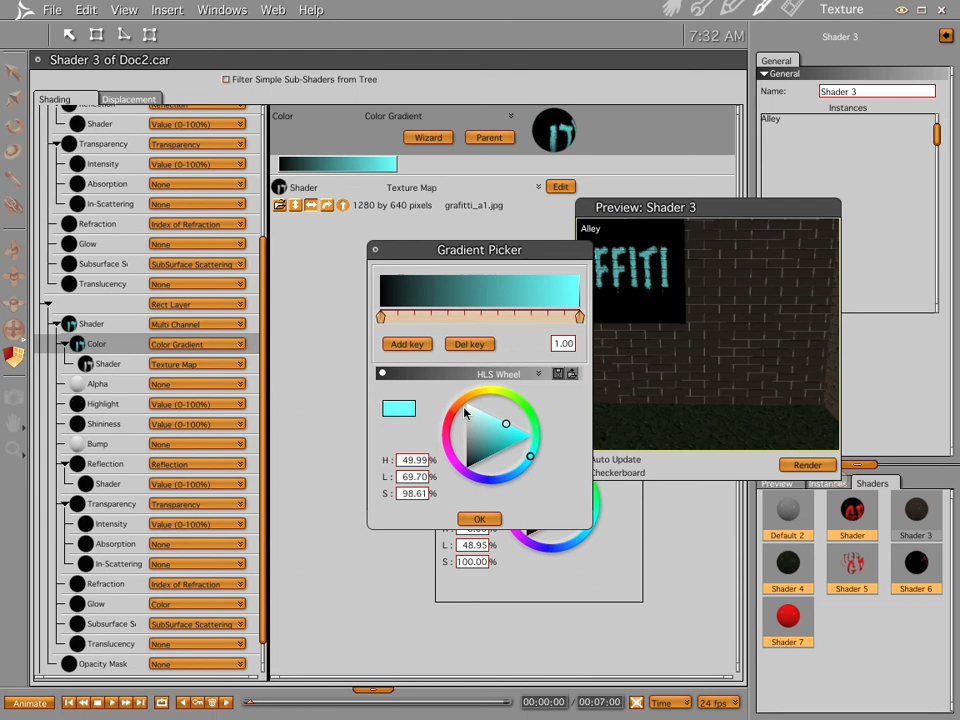 File Edit View Insert Windows Web Help Texture
7:32 AM
Shader 3 of Doc2.car
Filter Simple Sub-Shaders from Tree
Shading Displacement
Shader Value (0-100%)
Transparency Transparency
Intensity Value (0-100%)
Absorption None
In-Scattering None
Refraction Index of Refraction
Glow None
Subsurface S SubSurface Scattering
Translucency None
Rect Layer
Shader Multi Channel
Color Color Gradient
Shader Texture Map
Alpha None
Highlight Value (0-100%)
Shininess Value (0-100%)
Bump None
Reflection Reflection
Shader Value (0-100%)
Transparency Transparency
Intensity Value (0-100%)
Absorption None
In-Scattering None
Refraction Index of Refraction
Glow Color
Subsurface S SubSurface Scattering
Translucency None
Opacity Mask None
Color Color Gradient
Wizard Parent
Shader Texture Map Edit
1280 by 640 pixels grafitti_a1.jpg
Gradient Picker
Add key Del key 1.00
HLS Wheel
H : 49.99%
L : 69.70%
S : 98.61%
OK
L : 48.95%
S : 100.00%
Preview: Shader 3
Alley
FFITI
Auto Update
Checkerboard
Render
Shader 3
General
General
Name: Shader 3
Instances
Alley
Preview Instances Shaders
Default 2 Shader Shader 3
Shader 4 Shader 5 Shader 6
Shader 7
Animate 00:00:00 / 00:07:00 Time 24 fps